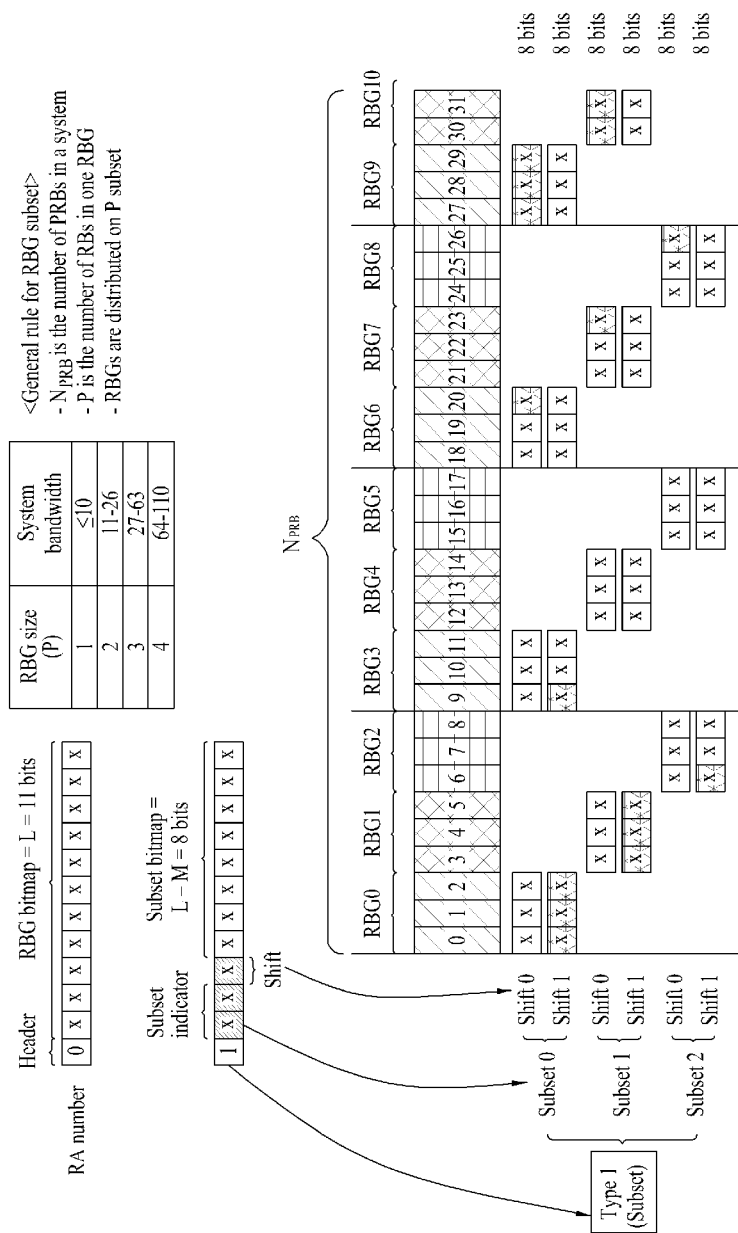 Header
RBG bitmap = L = 11 bits
RA number
0 x x x x x x x x x x x
Subset indicator
Subset bitmap = L – M = 8 bits
1 x x x x x x x x x x x
Shift
RBG size (P)
System bandwidth
1
≤10
2
11-26
3
27-63
4
64-110
<General rule for RBG subset>
- NPRB is the number of PRBs in a system
- P is the number of RBs in one RBG
- RBGs are distributed on P subset
NPRB
RBG0 RBG1 RBG2 RBG3 RBG4 RBG5 RBG6 RBG7 RBG8 RBG9 RBG10
0 1 2 3 4 5 6 7 8 9 10 11 12 13 14 15 16 17 18 19 20 21 22 23 24 25 26 27 28 29 30 31
Type 1
(Subset)
Subset 0
Shift 0 x x x x x x x x x x x x 8 bits
Shift 1 x x x x x x x x x x x x 8 bits
Subset 1
Shift 0 x x x x x x x x x x x 8 bits
Shift 1 x x x x x x x x x x x 8 bits
Subset 2
Shift 0 x x x x x x x x x 8 bits
Shift 1 x x x x x x x x x 8 bits